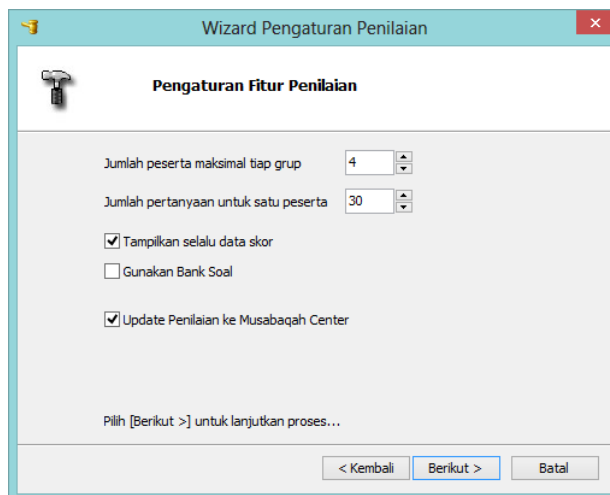 Wizard Pengaturan Penilaian
Pengaturan Fitur Penilaian
Jumlah peserta maksimal tiap grup 4
Jumlah pertanyaan untuk satu peserta 30
Tampilkan selalu data skor
Gunakan Bank Soal
Update Penilaian ke Musabaqah Center
Pilih [Berikut >] untuk lanjutkan proses...
< Kembali Berikut > Batal